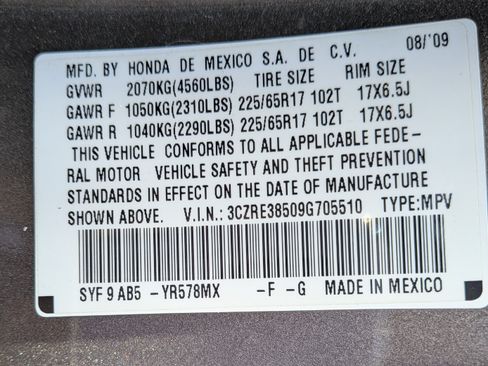 MFD. BY HONDA DE MEXICO S.A. DE C.V. 08/'09
GVWR 2070KG(4560LBS) TIRE SIZE RIM SIZE
GAWR F 1050KG(2310LBS) 225/65R17 102T 17X6.5J
GAWR R 1040KG(2290LBS) 225/65R17 102T 17X6.5J
THIS VEHICLE CONFORMS TO ALL APPLICABLE FEDE-
RAL MOTOR VEHICLE SAFETY AND THEFT PREVENTION
STANDARDS IN EFFECT ON THE DATE OF MANUFACTURE
SHOWN ABOVE. V.I.N.: 3CZRE38509G705510 TYPE:MPV
SYF 9 AB5 -YR578MX -F -G MADE IN MEXICO